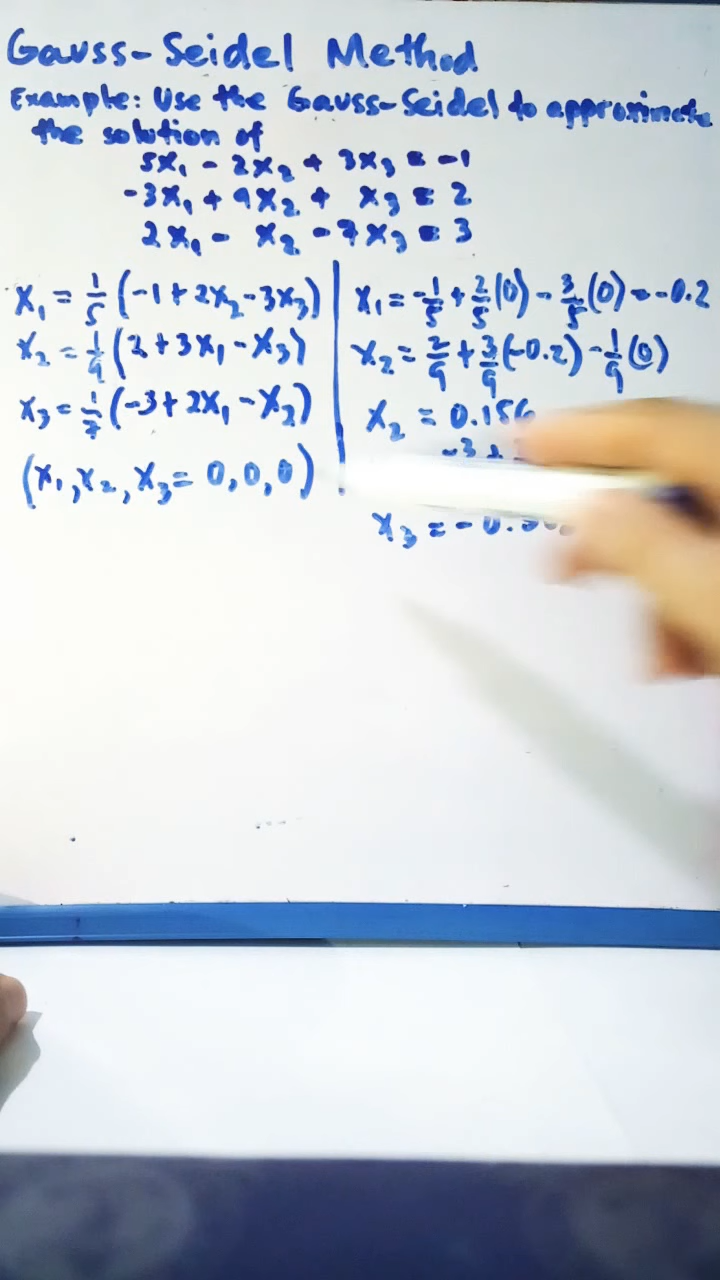 Gauss-Seidel Method
Example: Use the Gauss-Seidel to approximate
the solution of
5x₁ - 2x₂ + 3x₃ = -1
-3x₁ + 9x₂ + x₃ = 2
2x₁ - x₂ - 7x₃ = 3
x₁ = 1/5 (-1 + 2x₂ - 3x₃)
x₂ = 1/9 (2 + 3x₁ - x₃)
x₃ = 1/7 (-3 + 2x₁ - x₂)
(x₁, x₂, x₃ = 0, 0, 0)
x₁ = -1/5 + 2/5 (0) - 3/5 (0) = -0.2
x₂ = 2/9 + 3/9 (-0.2) - 1/9 (0)
x₂ = 0.156
-3 +
x₃ = -0.5